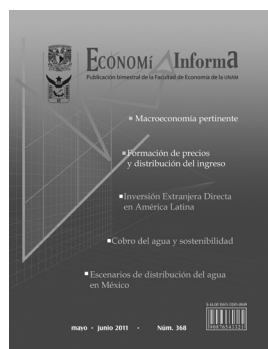 ECONOMÍA Informa
Publicación bimestral de la Facultad de Economía de la UNAM
▪ Macroeconomía pertinente
▪ Formación de precios
y distribución del ingreso
▪ Inversión Extranjera Directa
en América Latina
▪ Cobro del agua y sostenibilidad
▪ Escenarios de distribución del agua
en México
mayo - junio 2011 · Núm. 368